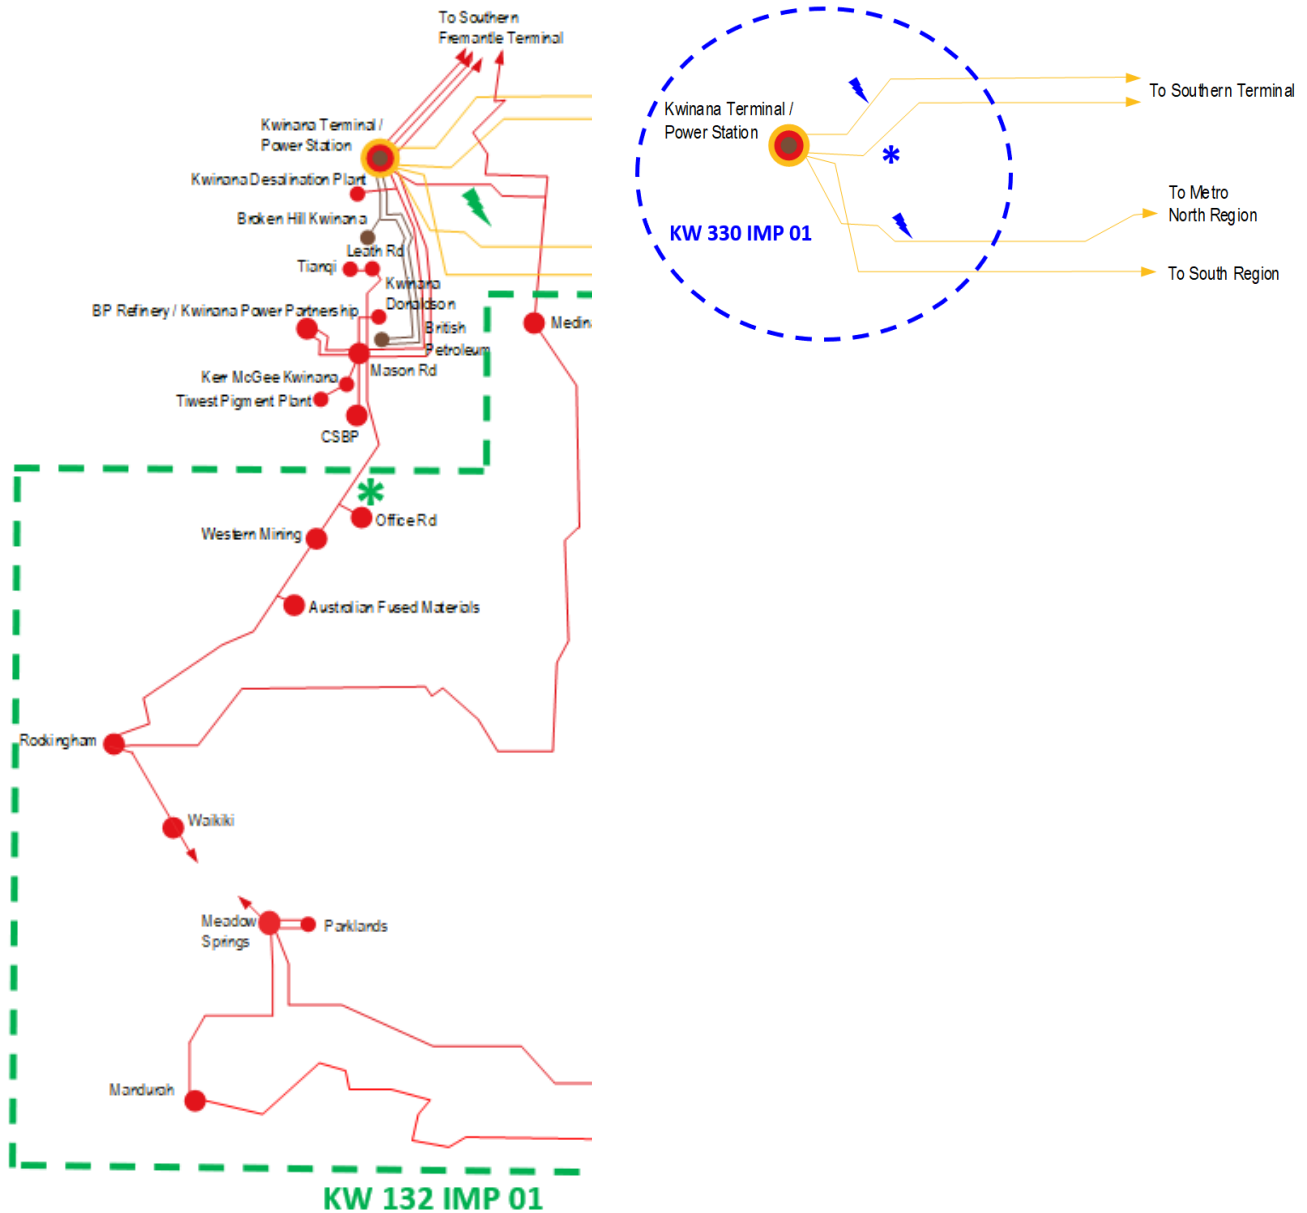 To Southern
Fremantle Terminal
Kwinana Terminal /
Power Station
Kwinana Desalination Plant
Broken Hill Kwinana
Leath Rd
Tianqi
Kwinana
Donaldson
BP Refinery / Kwinana Power Partnership
British
Petroleum
Medina
Mason Rd
Kerr McGee Kwinana
Tiwest Pigment Plant
CSBP
*
Office Rd
Western Mining
Australian Fused Materials
Rockingham
Waikiki
Meadow
Springs
Parklands
Mandurah
KW 132 IMP 01
Kwinana Terminal /
Power Station
To Southern Terminal
*
To Metro
North Region
KW 330 IMP 01
To South Region